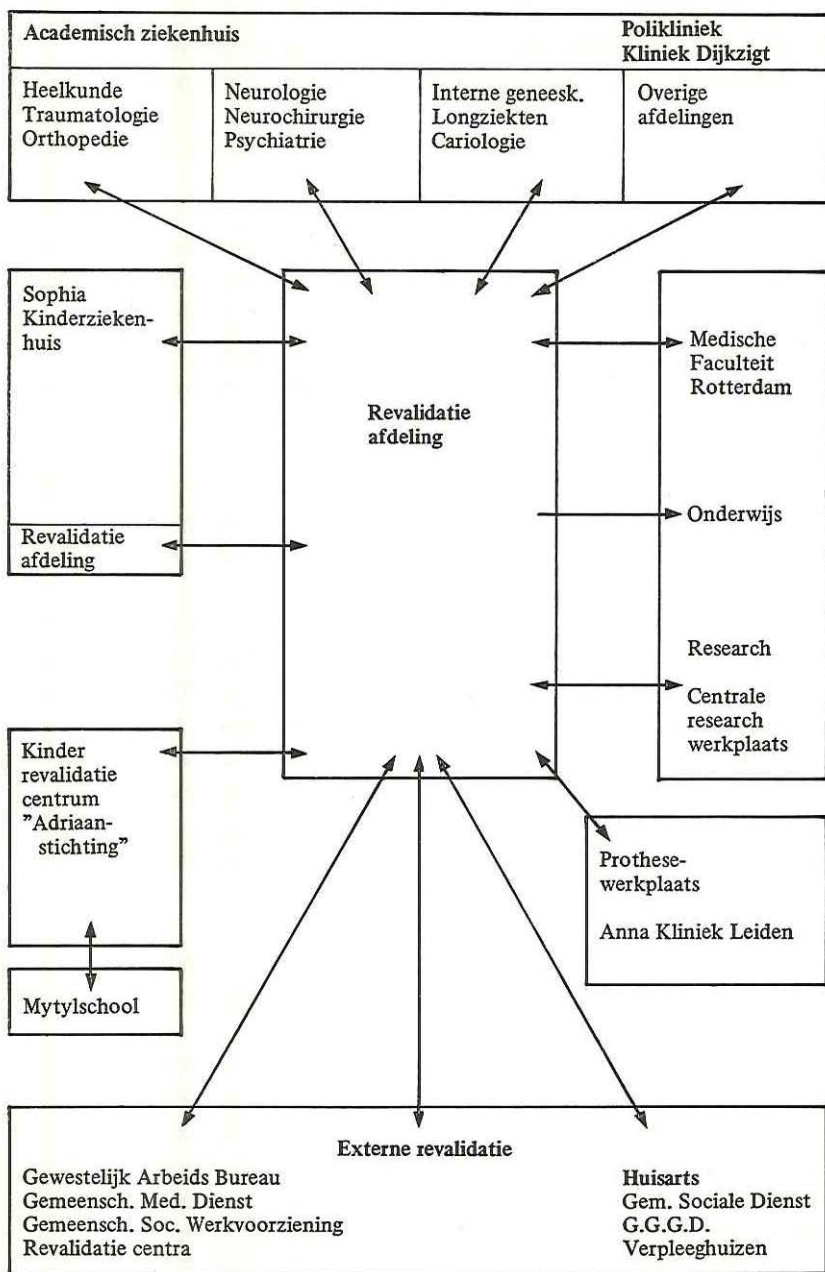 Academisch ziekenhuis
Polikliniek
Kliniek Dijkzigt
Heelkunde
Traumatologie
Orthopedie
Neurologie
Neurochirurgie
Psychiatrie
Interne geneesk.
Longziekten
Cariologie
Overige
afdelingen
Sophia
Kinderzieken-
huis
Revalidatie
afdeling
Revalidatie
afdeling
Medische
Faculteit
Rotterdam
Onderwijs
Research
Centrale
research
werkplaats
Kinder
revalidatie
centrum
”Adriaan-
stichting”
Mytylschool
Prothese-
werkplaats
Anna Kliniek Leiden
Externe revalidatie
Gewestelijk Arbeids Bureau
Gemeensch. Med. Dienst
Gemeensch. Soc. Werkvoorziening
Revalidatie centra
Huisarts
Gem. Sociale Dienst
G.G.G.D.
Verpleeghuizen